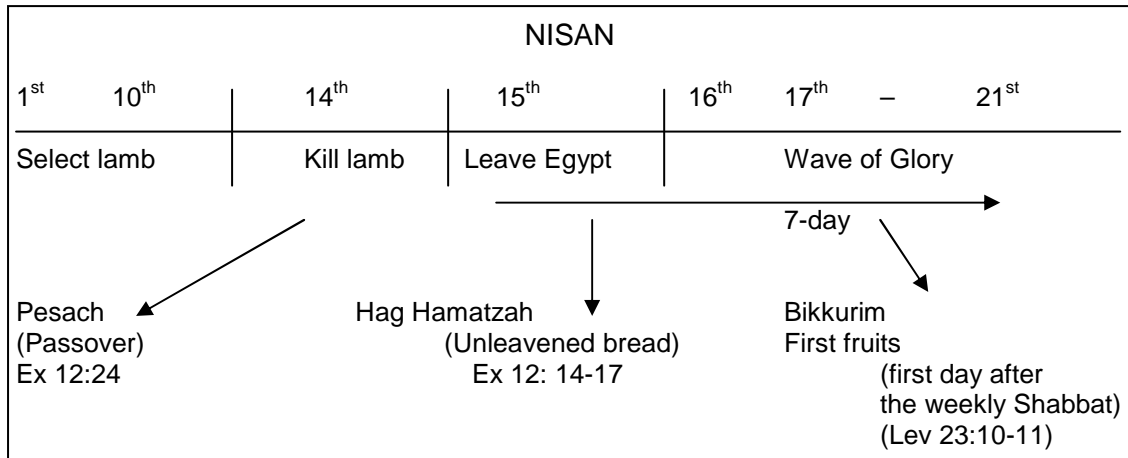 NISAN
1st 10th 14th 15th 16th 17th – 21st
Select lamb Kill lamb Leave Egypt Wave of Glory
7-day
Pesach Hag Hamatzah Bikkurim
(Passover) (Unleavened bread) First fruits
Ex 12:24 Ex 12: 14-17 (first day after
the weekly Shabbat)
(Lev 23:10-11)